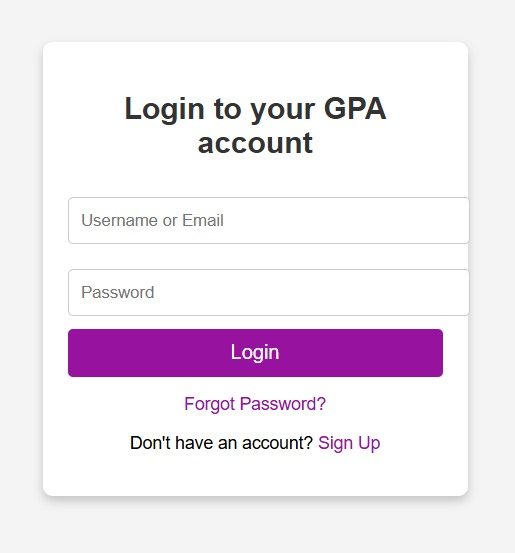 Login to your GPA
account
Username or Email
Password
Login
Forgot Password?
Don't have an account? Sign Up